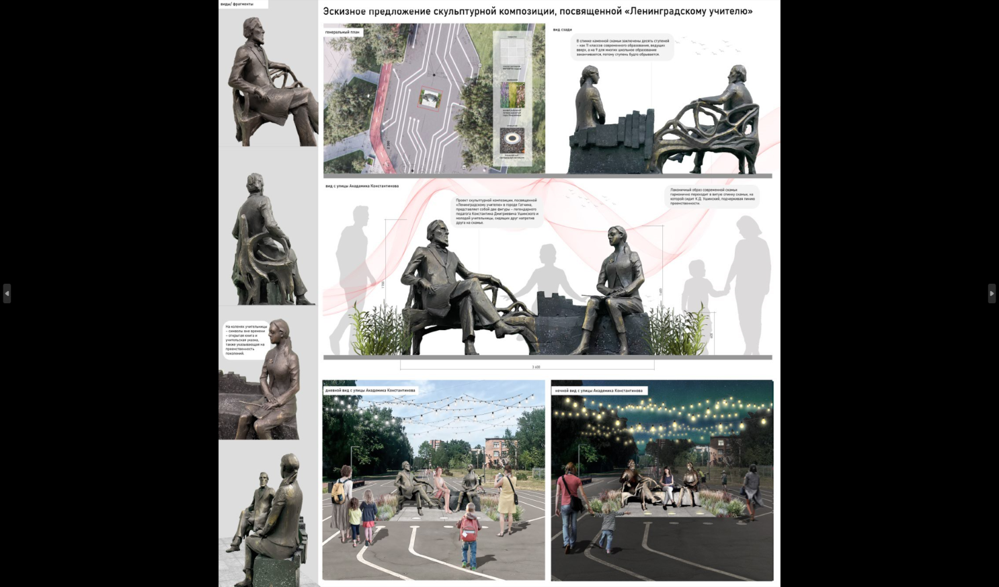 виды/ фрагменты
Эскизное предложение скульптурной композиции, посвященной «Ленинградскому учителю»
генеральный план
вид сзади
В спинке каменной скамьи заключены десять ступеней
– как 11 классов современного образования, ведущих
вверх, а на 9 для многих школьное образование
заканчивается, потому ступень будто обрывается.
вид с улицы Академика Константинова
Проект скульптурной композиции, посвященной
«Ленинградскому учителю» в городе Гатчина,
представляет собой две фигуры – легендарного
педагога Константина Дмитриевича Ушинского и
молодой учительницы, сидящих друг напротив
друга на скамье.
Лаконичный образ современной скамьи
гармонично переходит в витую спинку скамьи, на
которой сидит К.Д. Ушинский, подчеркивая линию
преемственности.
1700
1600
3 600
На коленях учительницы
– символы вне времени
– открытая книга и
учительская указка,
также указывающая на
преемственность
поколений.
дневной вид с улицы Академика Константинова
ночной вид с улицы Академика Константинова